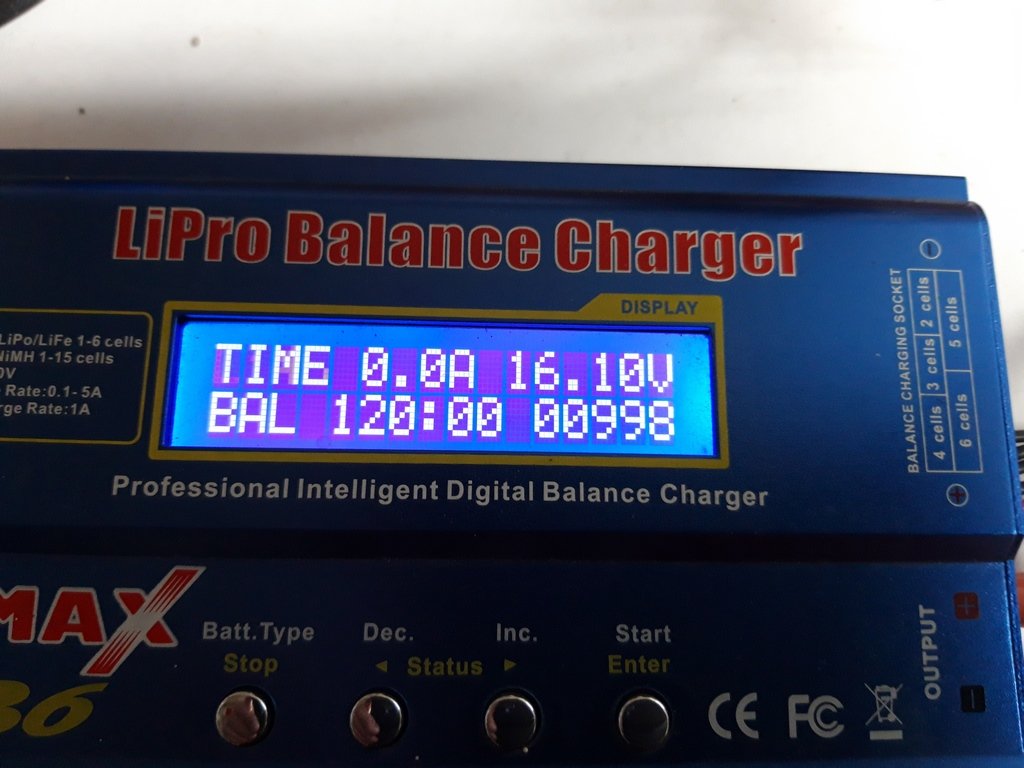 LiPro Balance Charger
DISPLAY
LiPo/LiFe 1-6 cells
NiMH 1-15 cells
0V
Rate:0.1-5A
rge Rate:1A
TIME 0.0A 16.10V
BAL 120:00 00998
BALANCE CHARGING SOCKET
2 cells
3 cells
4 cells
5 cells
6 cells
Professional Intelligent Digital Balance Charger
MAX
B6
Batt.Type
Stop
Dec.
Inc.
◄ Status ►
Start
Enter
CE FC
OUTPUT
+
-